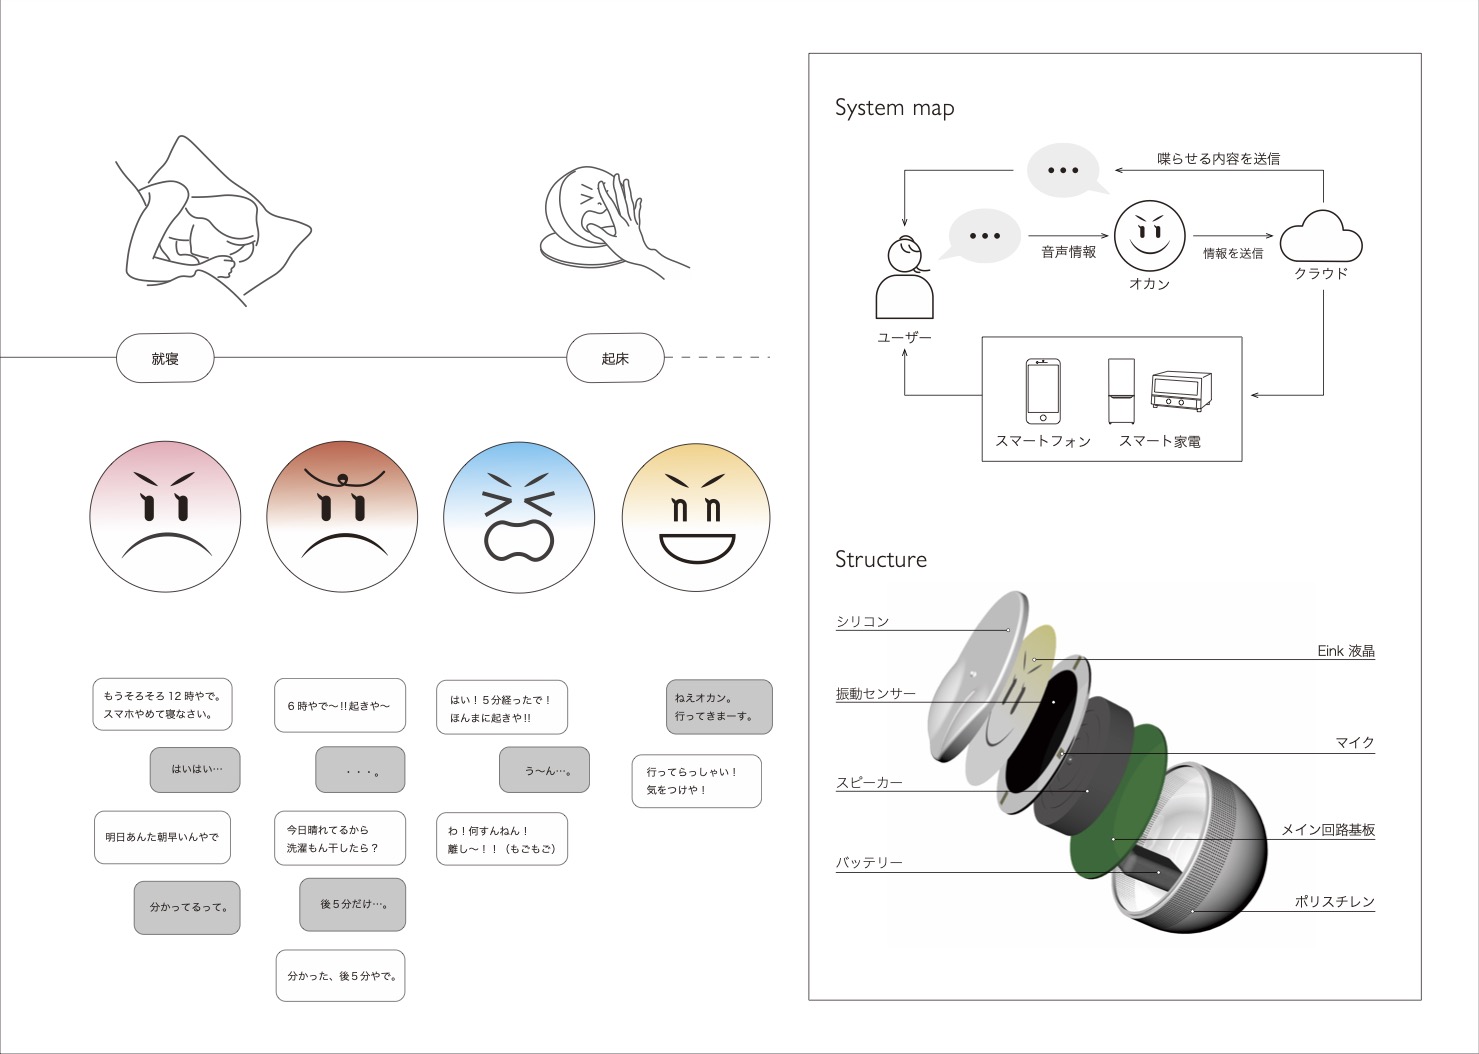 就寝
起床
もうそろそろ12時やで。
スマホやめて寝なさい。
はいはい…
明日あんた朝早いんやで
分かってるって。
6時やで〜!!起きや〜
・・・。
今日晴れてるから
洗濯もん干したら？
後5分だけ…。
分かった、後5分やで。
はい！5分経ったで！
ほんまに起きや!!
う〜ん…。
わ！何すんねん！
離し〜！！（もごもご）
ねえオカン。
行ってきまーす。
行ってらっしゃい！
気をつけや！
System map
喋らせる内容を送信
音声情報
情報を送信
オカン
クラウド
ユーザー
スマートフォン
スマート家電
Structure
シリコン
Eink 液晶
振動センサー
マイク
スピーカー
メイン回路基板
バッテリー
ポリスチレン